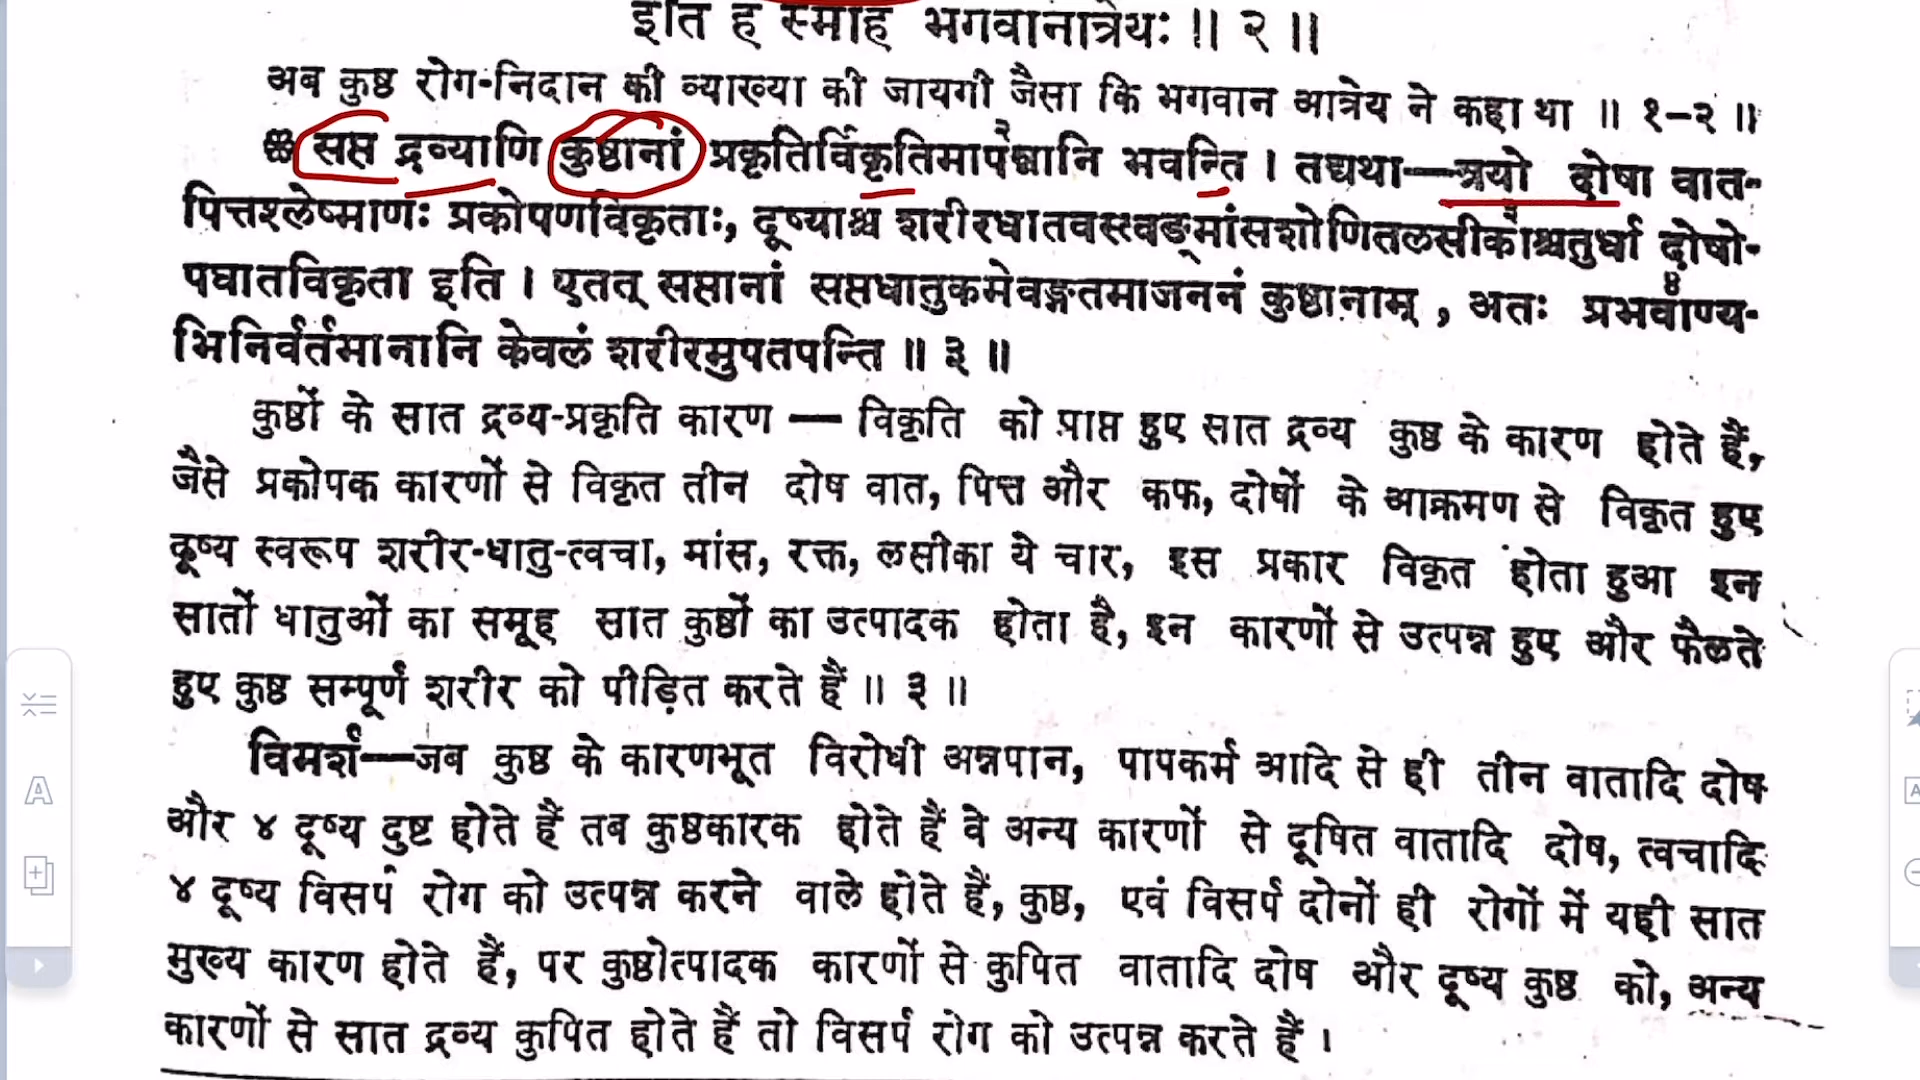 इति ह स्माह भगवानात्रेयः ॥ २ ॥
अब कुष्ठ रोग-निदान की व्याख्या की जायगी जैसा कि भगवान आत्रेय ने कहा था ॥ १-२ ॥
सप्त द्रव्याणि कुष्ठानां प्रकृतिर्विकृतिमापन्नानि भवन्ति । तद्यथा—त्रयो दोषा वात-
पित्तश्लेष्माणः प्रकोपणविकृताः, दूष्याश्च शरीरधातवस्त्वङ्मांसशोणितलसीकाश्चतुर्धा दोषो-
पघातविकृता इति । एतत् सप्तानां सप्तधातुकमेवङ्गतमाजननं कुष्ठानाम्, अतः प्रभवाण्य-
भिनिर्वर्तमानानि केवलं शरीरमुपतपन्ति ॥ ३ ॥
कुष्ठों के सात द्रव्य-प्रकृति कारण — विकृति को प्राप्त हुए सात द्रव्य कुष्ठ के कारण होते हैं,
जैसे प्रकोपक कारणों से विकृत तीन दोष वात, पित्त और कफ, दोषों के आक्रमण से विकृत हुए
दूष्य स्वरूप शरीर-धातु-त्वचा, मांस, रक्त, लसीका ये चार, इस प्रकार विकृत होता हुआ इन
सातों धातुओं का समूह सात कुष्ठों का उत्पादक होता है, इन कारणों से उत्पन्न हुए और फैलते
हुए कुष्ठ सम्पूर्ण शरीर को पीड़ित करते हैं ॥ ३ ॥
विमर्श—जब कुष्ठ के कारणभूत विरोधी अन्नपान, पापकर्म आदि से ही तीन वातादि दोष
और ४ दूष्य दुष्ट होते हैं तब कुष्ठकारक होते हैं वे अन्य कारणों से दूषित वातादि दोष, त्वचादि
४ दूष्य विसर्प रोग को उत्पन्न करने वाले होते हैं, कुष्ठ, एवं विसर्प दोनों ही रोगों में यही सात
मुख्य कारण होते हैं, पर कुष्ठोत्पादक कारणों से कुपित वातादि दोष और दूष्य कुष्ठ को, अन्य
कारणों से सात द्रव्य कुपित होते हैं तो विसर्प रोग को उत्पन्न करते हैं ।